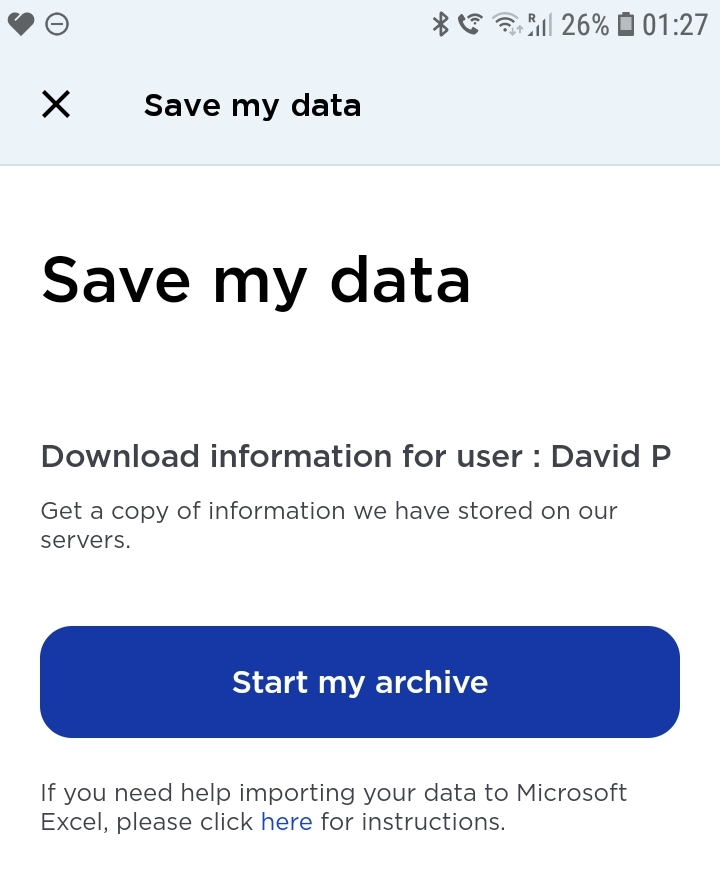 R 26% 01:27
Save my data
Save my data
Download information for user : David P
Get a copy of information we have stored on our
servers.
Start my archive
If you need help importing your data to Microsoft
Excel, please click here for instructions.